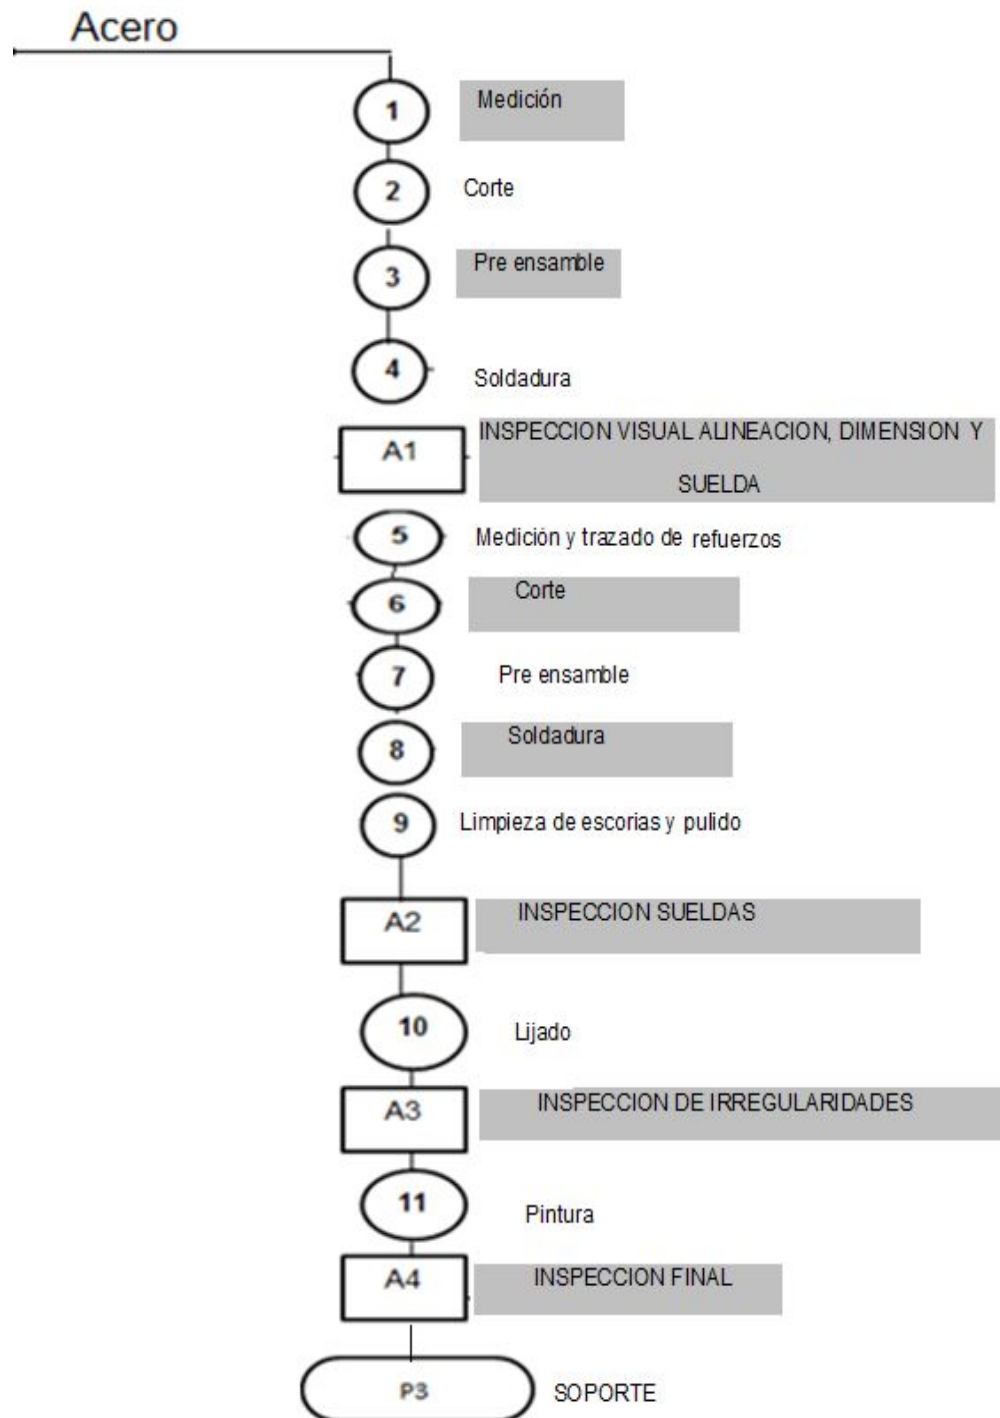 Acero
1 Medición
2 Corte
3 Pre ensamble
4 Soldadura
A1 INSPECCION VISUAL ALINEACION, DIMENSION Y
SUELDA
5 Medición y trazado de refuerzos
6 Corte
7 Pre ensamble
8 Soldadura
9 Limpieza de escorias y pulido
A2 INSPECCION SUELDAS
10 Lijado
A3 INSPECCION DE IRREGULARIDADES
11 Pintura
A4 INSPECCION FINAL
P3 SOPORTE